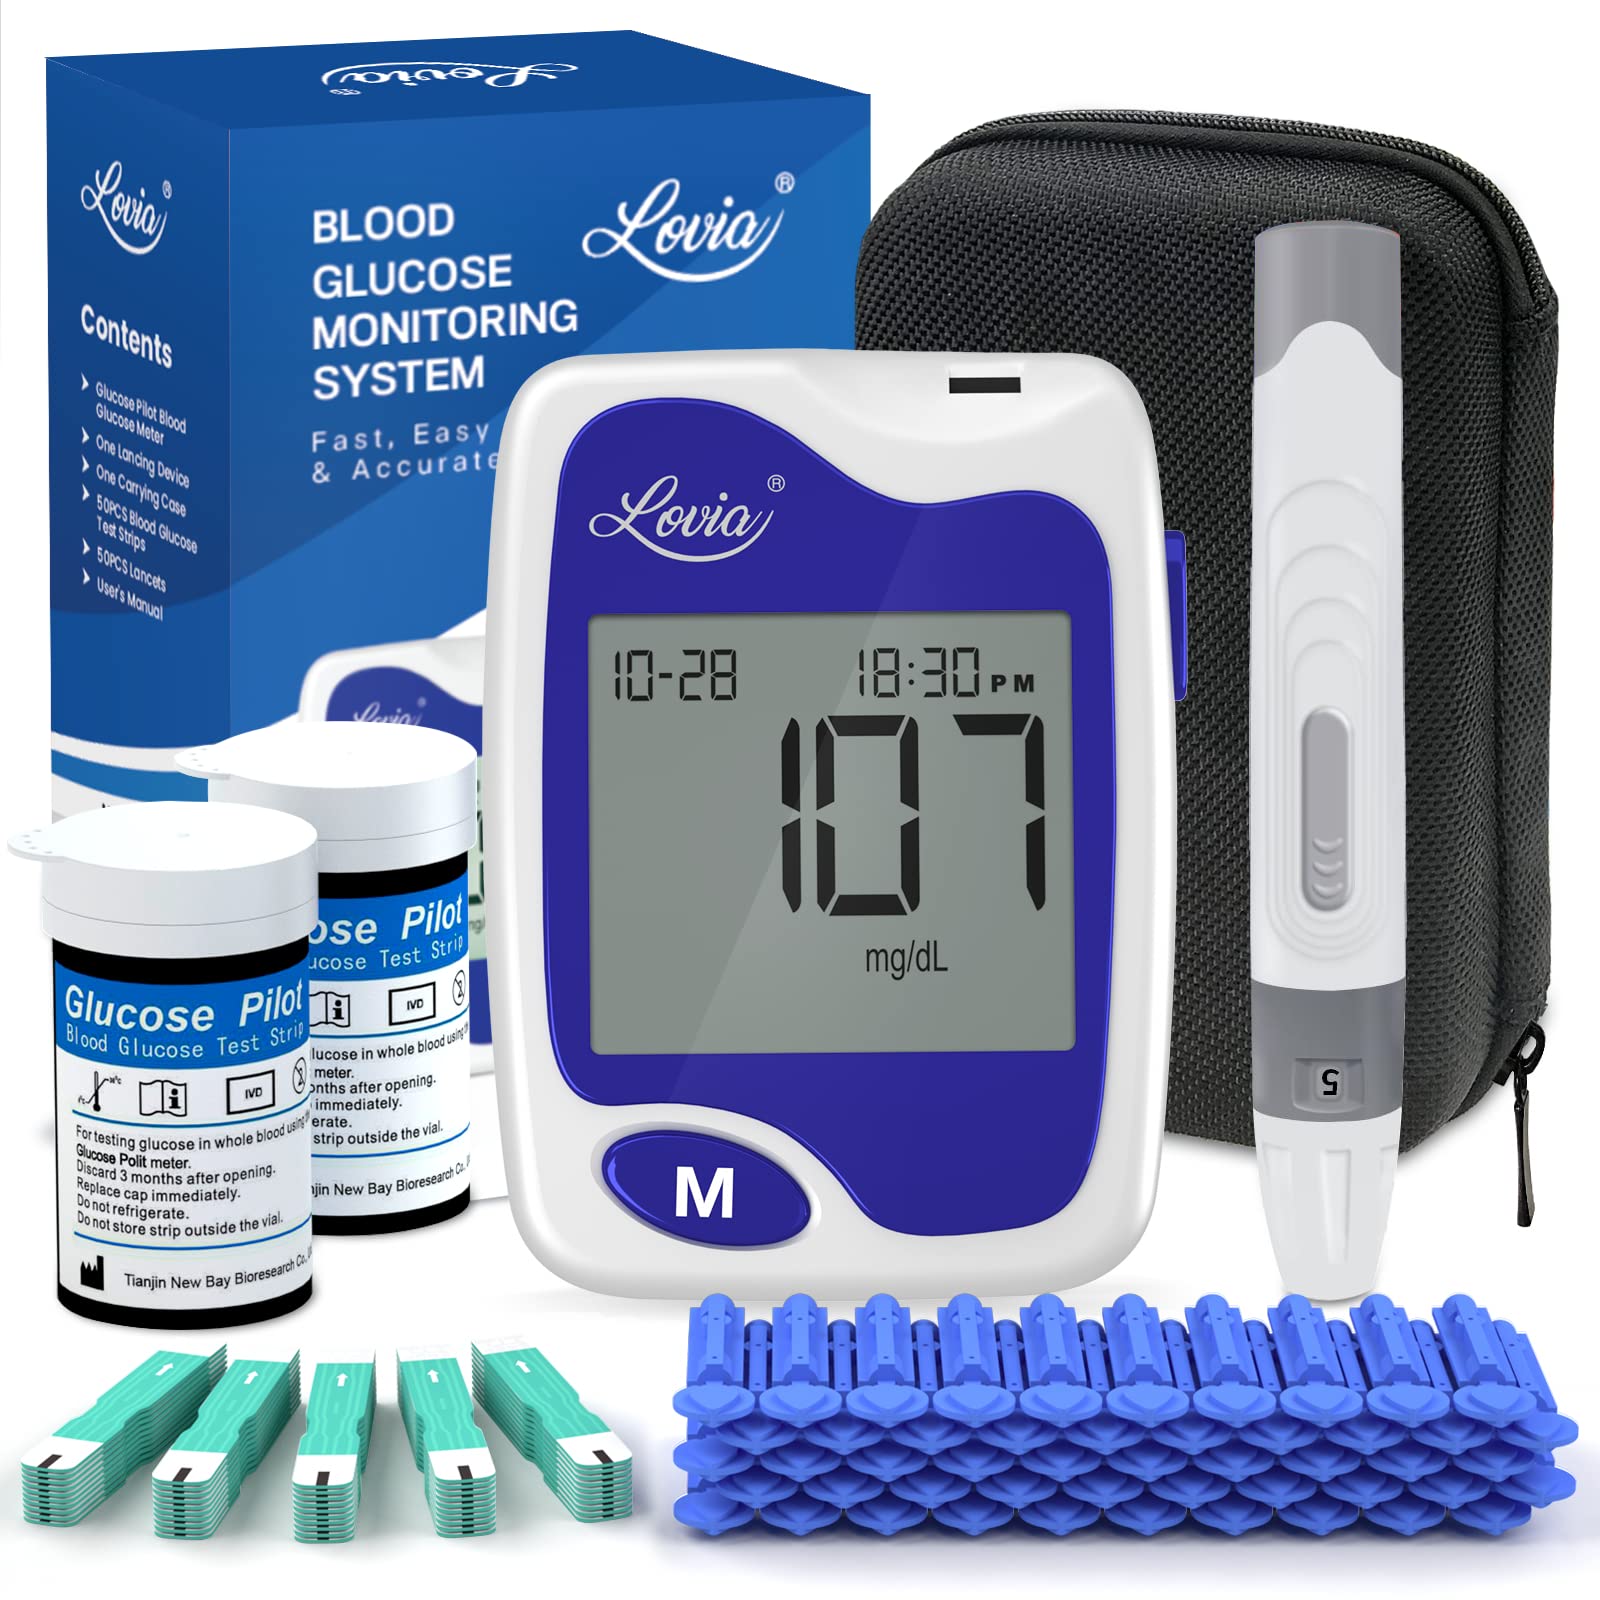 Lovia®
Lovia®
Contents
Glucose Pilot Blood
Glucose Meter
One Lancing Device
One Carrying Case
50PCS Blood Glucose
Test Strips
50PCS Lancets
User's Manual
BLOOD
GLUCOSE
MONITORING
SYSTEM
Fast, Easy
& Accurate
Lovia®
Lovia®
Lovia®
10-28
18:30 PM
107
mg/dL
M
5
Glucose Pilot
Blood Glucose Test Strip
IVD
For testing glucose in whole blood using
Glucose Polit meter.
Discard 3 months after opening.
Replace cap immediately.
Do not refrigerate.
Do not store strip outside the vial.
Tianjin New Bay Bioresearch Co.,
ose Pilot
ucose Test Strip
IVD
lucose in whole blood using
meter.
onths after opening.
immediately.
erate.
strip outside the vial.
jin New Bay Bioresearch Co.,